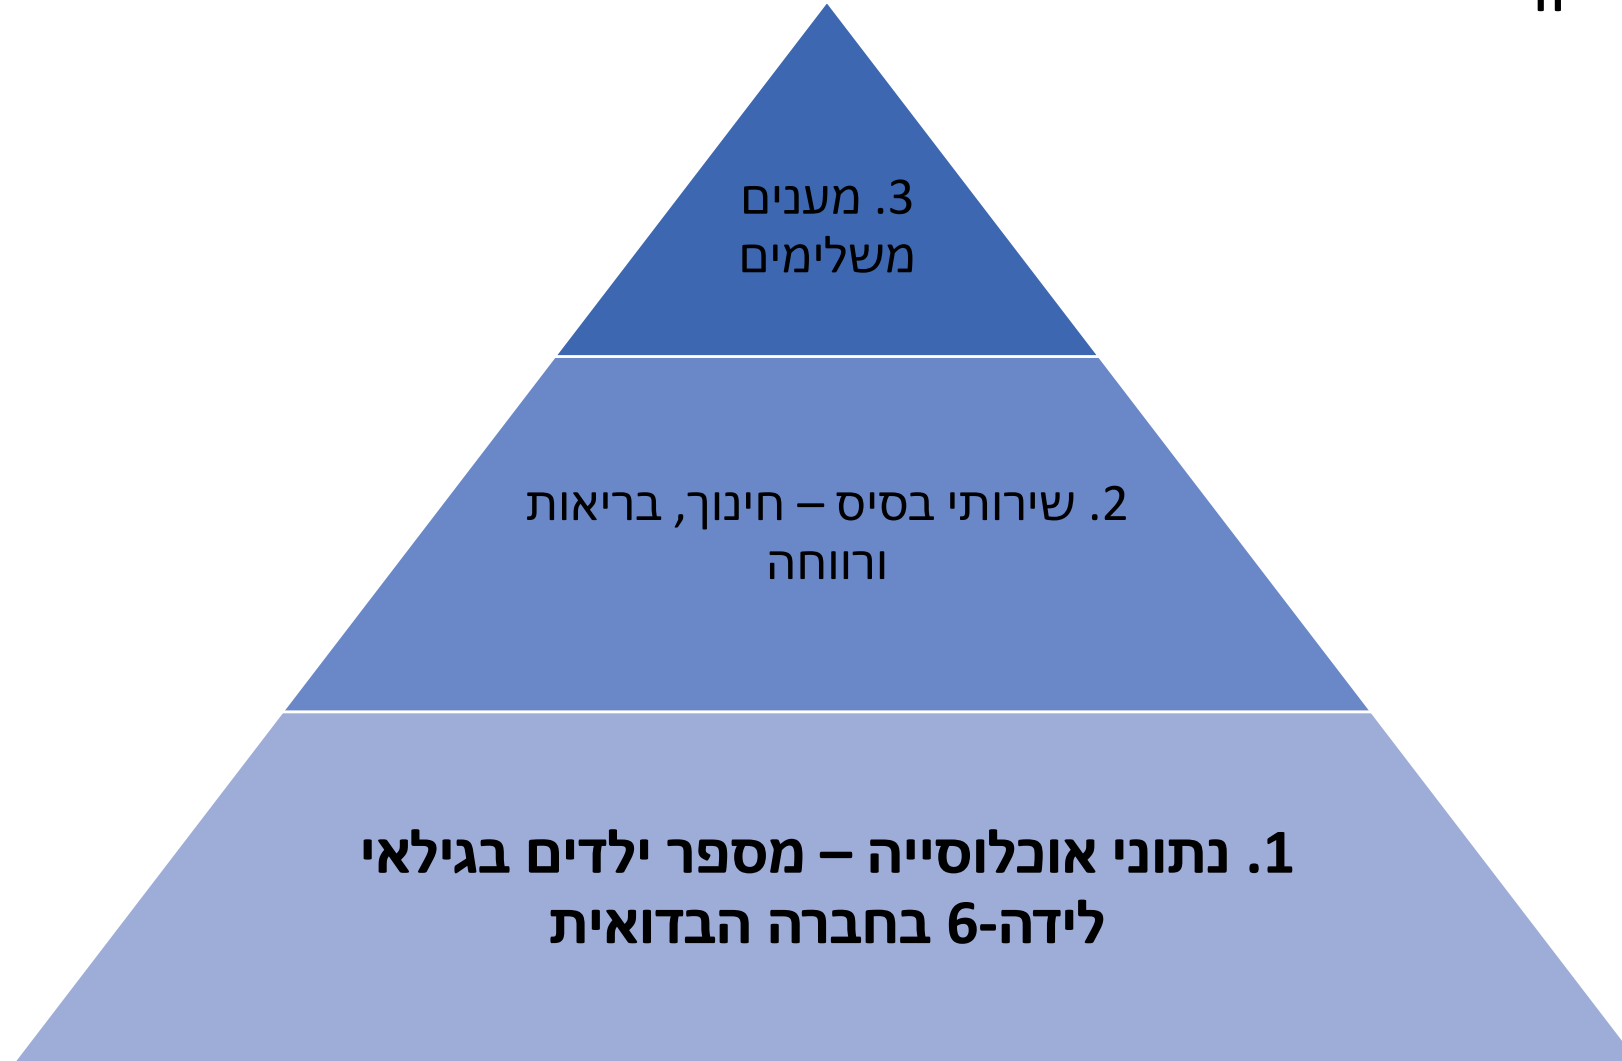 3. מענים
משלימים
2. שירותי בסיס – חינוך, בריאות
ורווחה
1. נתוני אוכלוסייה – מספר ילדים בגילאי
לידה-6 בחברה הבדואית